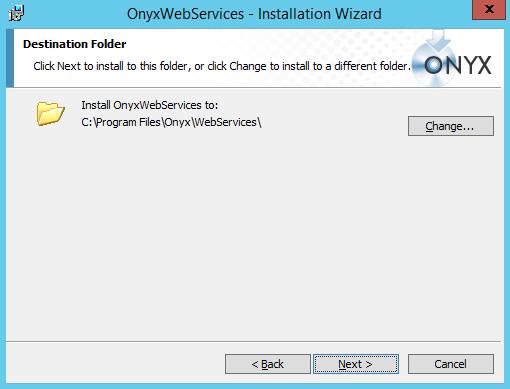 OnyxWebServices - Installation Wizard
x
Destination Folder
Click Next to install to this folder, or click Change to install to a different folder.
ONYX
Install OnyxWebServices to:
C:\Program Files\Onyx\WebServices\
Change...
< Back
Next >
Cancel